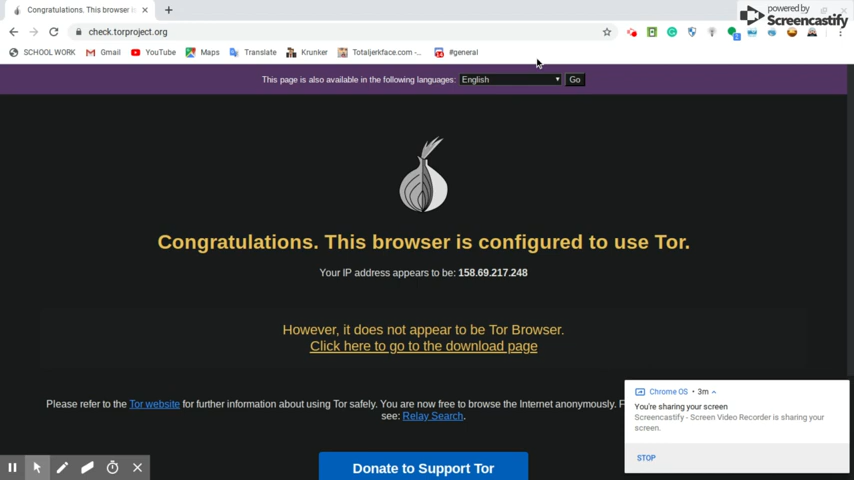 Congratulations. This browser is
powered by
Screencastify
check.torproject.org
SCHOOL WORK Gmail YouTube Maps Translate Krunker Totaljerkface.com -... #general
This page is also available in the following languages: English Go
Congratulations. This browser is configured to use Tor.
Your IP address appears to be: 158.69.217.248
However, it does not appear to be Tor Browser.
Click here to go to the download page
Please refer to the Tor website for further information about using Tor safely. You are now free to browse the Internet anonymously. F
see: Relay Search.
Donate to Support Tor
Chrome OS • 3m
You're sharing your screen
Screencastify - Screen Video Recorder is sharing your
screen.
STOP